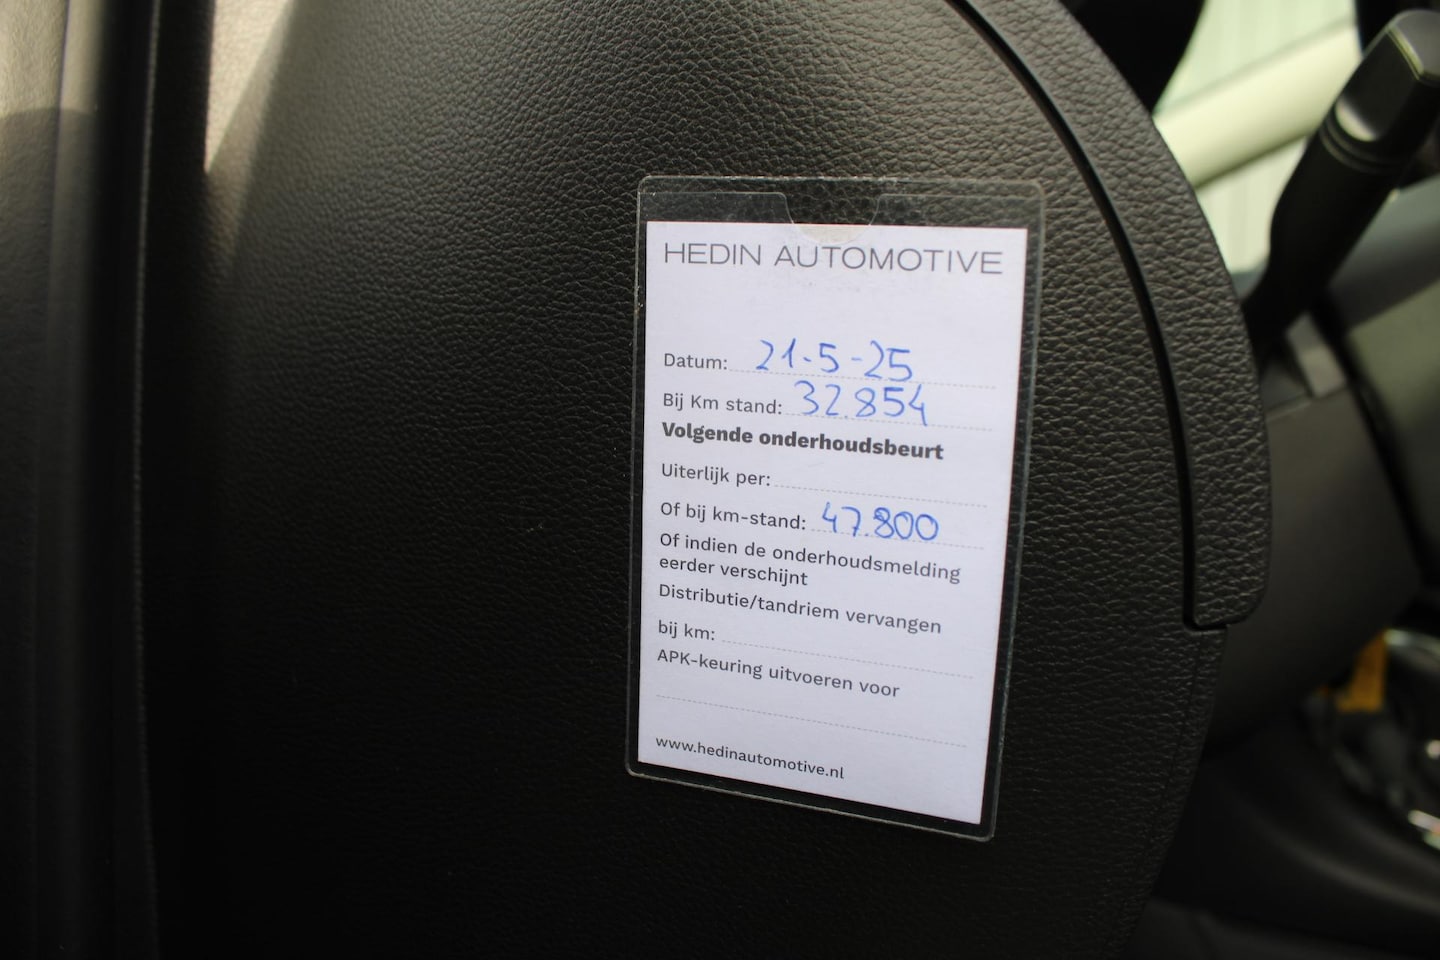 HEDIN AUTOMOTIVE
Datum: 21-5-25
Bij Km stand: 32.854
Volgende onderhoudsbeurt
Uiterlijk per:
Of bij km-stand: 47.800
Of indien de onderhoudsmelding
eerder verschijnt
Distributie/tandriem vervangen
bij km:
APK-keuring uitvoeren voor
www.hedinautomotive.nl